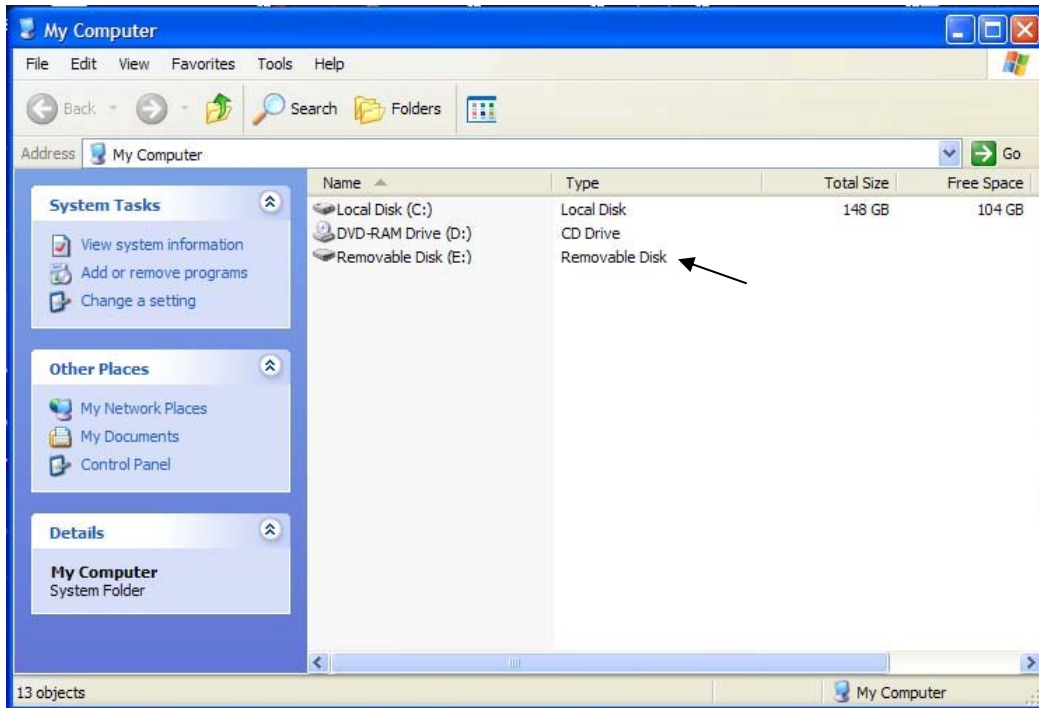 My Computer
File Edit View Favorites Tools Help
Back Search Folders
Address My Computer Go
Name Type Total Size Free Space
System Tasks
View system information
Add or remove programs
Change a setting
Local Disk (C:) Local Disk 148 GB 104 GB
DVD-RAM Drive (D:) CD Drive
Removable Disk (E:) Removable Disk
Other Places
My Network Places
My Documents
Control Panel
Details
My Computer
System Folder
13 objects My Computer